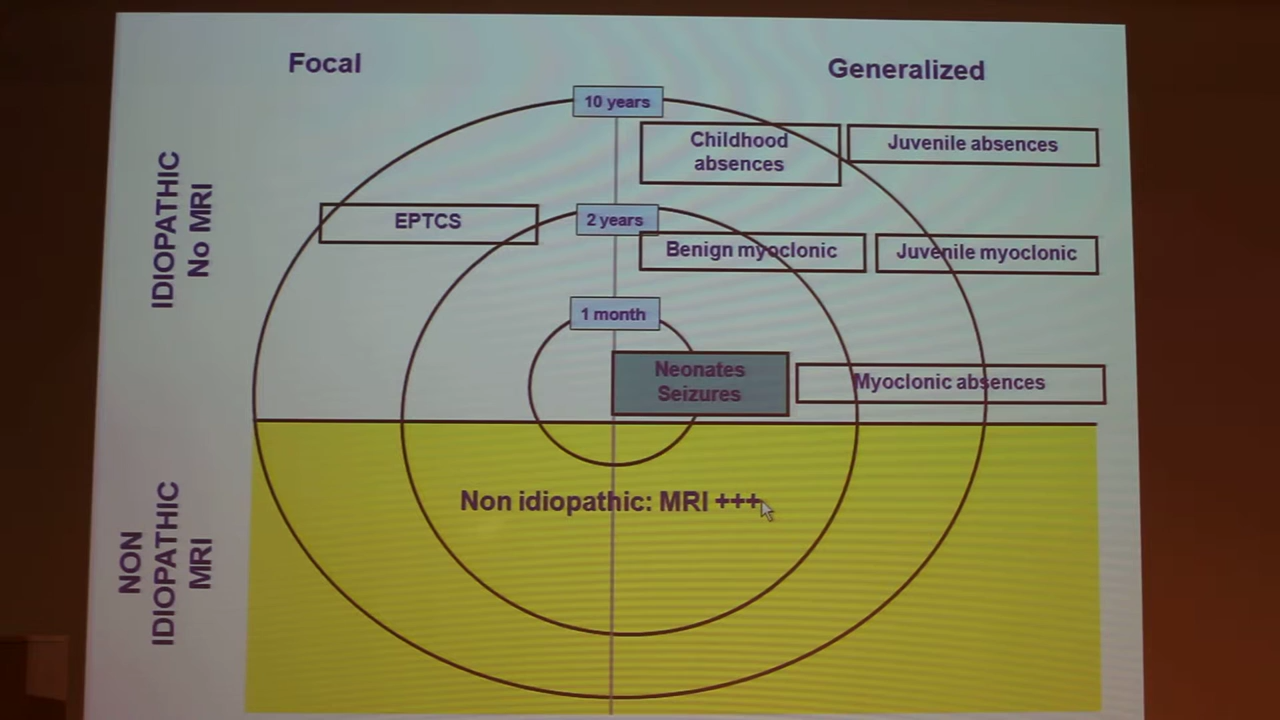 Focal
Generalized
10 years
Childhood
absences
Juvenile absences
IDIOPATHIC
No MRI
EPTCS
2 years
Benign myoclonic
Juvenile myoclonic
1 month
Neonates
Seizures
Myoclonic absences
Non idiopathic: MRI +++
NON
IDIOPATHIC
MRI